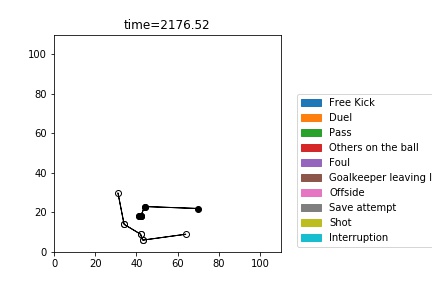 time=2176.52
100
80
60
40
20
0
0 20 40 60 80 100
Free Kick
Duel
Pass
Others on the ball
Foul
Goalkeeper leaving l
Offside
Save attempt
Shot
Interruption